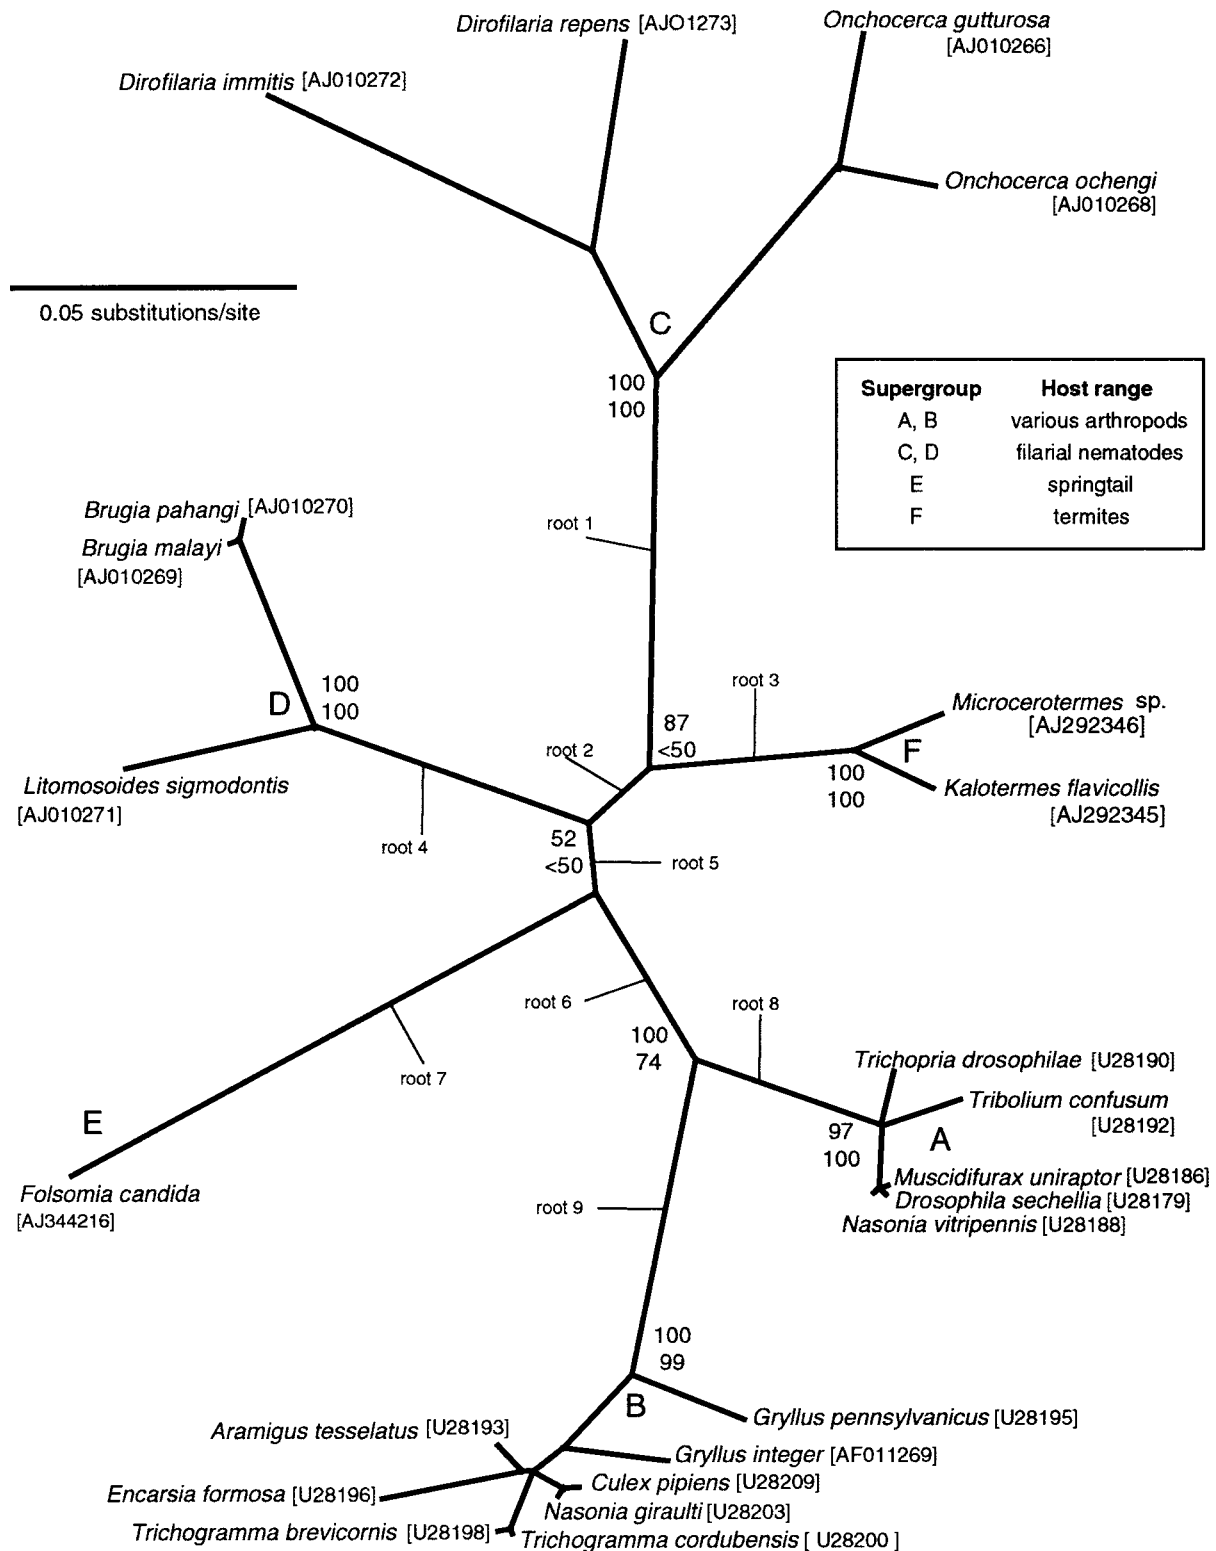 Dirofilaria repens [AJO1273]
Onchocerca gutturosa
[AJ010266]
Dirofilaria immitis [AJ010272]
Onchocerca ochengi
[AJ010268]
0.05 substitutions/site
C
100
100
Supergroup Host range
A, B various arthropods
C, D filarial nematodes
E springtail
F termites
Brugia pahangi [AJ010270]
Brugia malayi
[AJ010269]
root 1
D
100
100
Litomosoides sigmodontis
[AJ010271]
root 2
87
<50
root 3
Microcerotermes sp.
[AJ292346]
F
100
100
Kalotermes flavicollis
[AJ292345]
root 4
52
<50
root 5
root 6
root 7
100
74
root 8
E
Folsomia candida
[AJ344216]
Trichopria drosophilae [U28190]
Tribolium confusum
[U28192]
97
100
A
Muscidifurax uniraptor [U28186]
Drosophila sechellia [U28179]
Nasonia vitripennis [U28188]
root 9
100
99
B
Gryllus pennsylvanicus [U28195]
Aramigus tesselatus [U28193]
Gryllus integer [AF011269]
Encarsia formosa [U28196]
Culex pipiens [U28209]
Nasonia giraulti [U28203]
Trichogramma brevicornis [U28198]
Trichogramma cordubensis [ U28200 ]